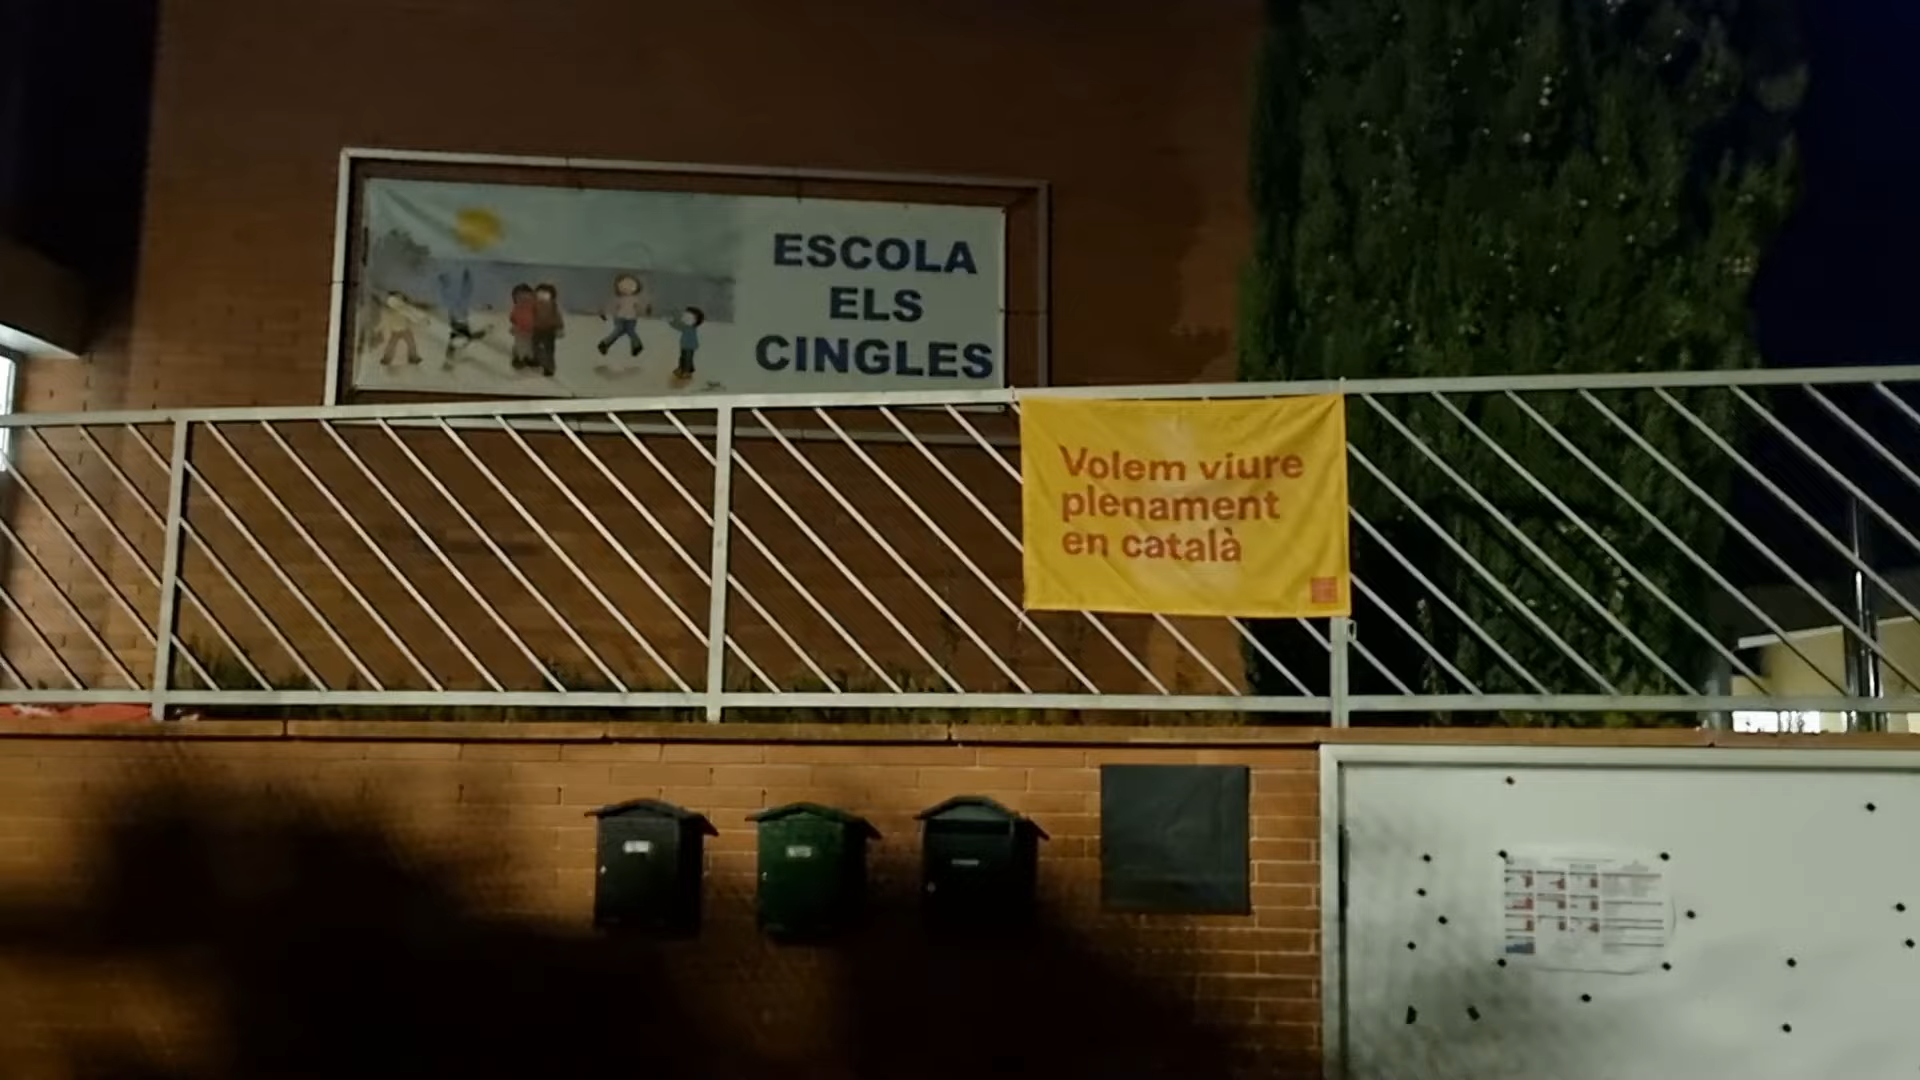 ESCOLA
ELS
CINGLES
Volem viure
plenament
en català